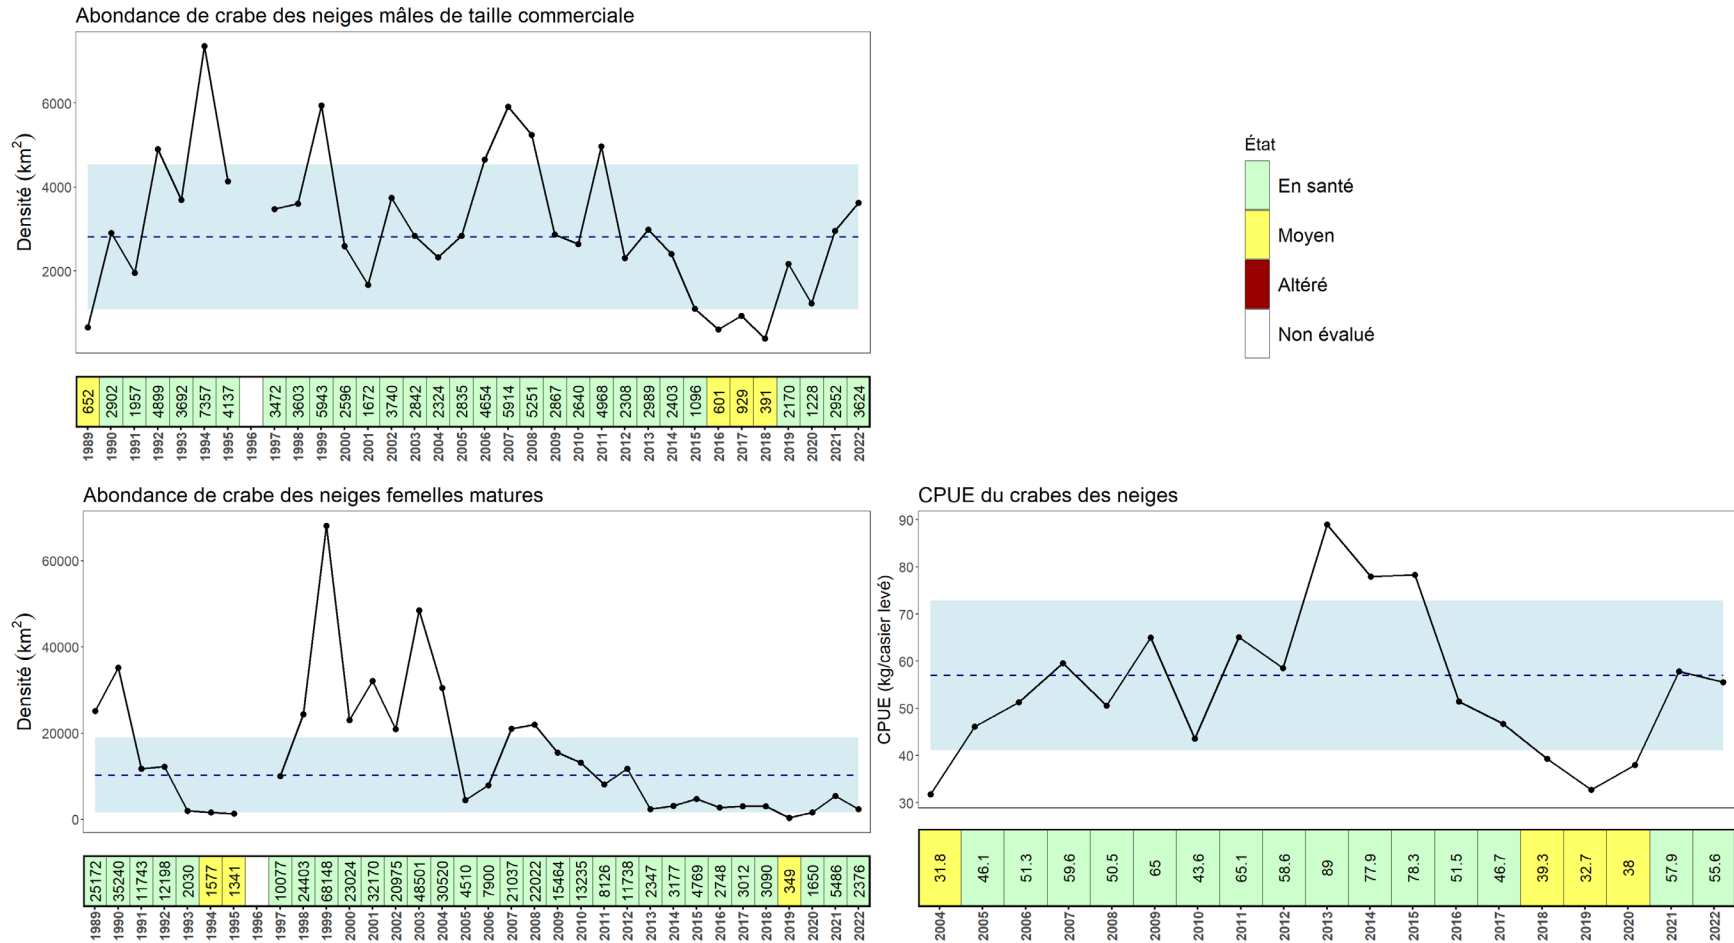 Abondance de crabe des neiges mâles de taille commerciale
Densité (km²)
6000
4000
2000
652 2902 1957 4899 3692 7357 4137 3472 3603 5943 2596 1672 3740 2842 2324 2835 4654 5914 5251 2867 2640 4968 2308 2989 2403 1096 601 929 391 2170 1228 2952 3624
1989 1990 1991 1992 1993 1994 1995 1996 1997 1998 1999 2000 2001 2002 2003 2004 2005 2006 2007 2008 2009 2010 2011 2012 2013 2014 2015 2016 2017 2018 2019 2020 2021 2022
État
En santé
Moyen
Altéré
Non évalué
Abondance de crabe des neiges femelles matures
Densité (km²)
60000
40000
20000
0
25172 35240 11743 12198 2030 1577 1341 10077 24403 68148 23024 32170 20975 48501 30520 4510 7900 21037 22022 15464 13235 8126 11738 2347 3177 4769 2748 3012 3090 349 1650 5486 2376
1989 1990 1991 1992 1993 1994 1995 1996 1997 1998 1999 2000 2001 2002 2003 2004 2005 2006 2007 2008 2009 2010 2011 2012 2013 2014 2015 2016 2017 2018 2019 2020 2021 2022
CPUE du crabes des neiges
CPUE (kg/casier levé)
90
80
70
60
50
40
30
31.8 46.1 51.3 59.6 50.5 65 43.6 65.1 58.6 89 77.9 78.3 51.5 46.7 39.3 32.7 38 57.9 55.6
2004 2005 2006 2007 2008 2009 2010 2011 2012 2013 2014 2015 2016 2017 2018 2019 2020 2021 2022